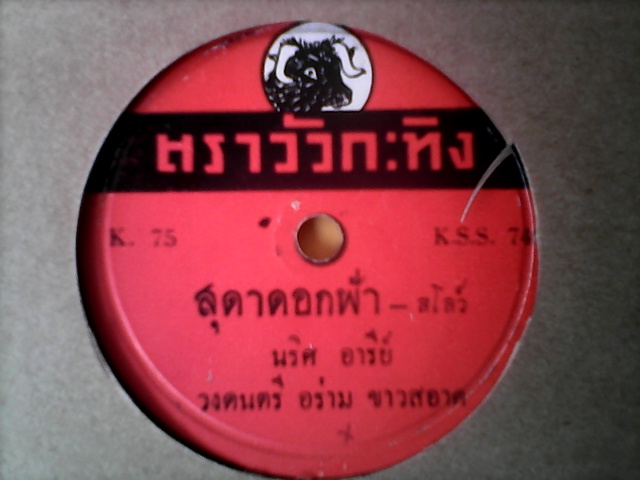 ตราวัวกะทิง
K. 75
K.S.S. 74
สุดาดอกฟ้า – สโลว์
นริศ อารีย์
วงดนตรี อร่าม ขาวสอาด